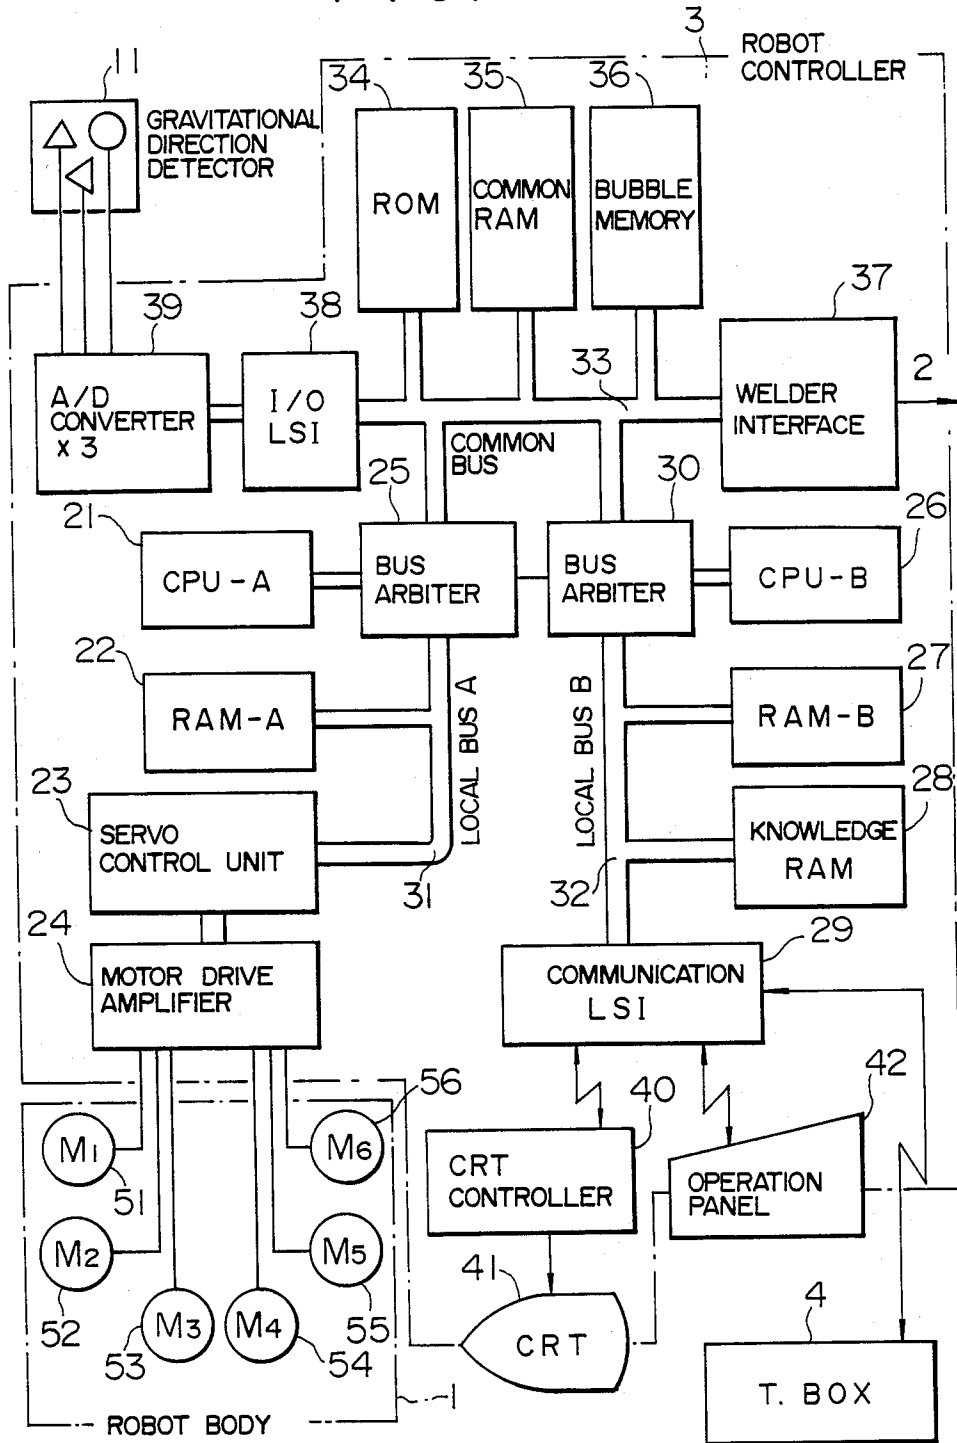 3
ROBOT
CONTROLLER
11
34
35
36
GRAVITATIONAL
DIRECTION
DETECTOR
ROM
COMMON
RAM
BUBBLE
MEMORY
39
38
37
33
2
A/D
CONVERTER
× 3
I/O
LSI
WELDER
INTERFACE
COMMON
BUS
25
30
21
26
CPU-A
BUS
ARBITER
BUS
ARBITER
CPU-B
22
27
RAM-A
LOCAL BUS A
LOCAL BUS B
RAM-B
23
28
SERVO
CONTROL UNIT
KNOWLEDGE
RAM
31
32
24
29
MOTOR DRIVE
AMPLIFIER
COMMUNICATION
LSI
56
40
42
M1
M6
51
CRT
CONTROLLER
OPERATION
PANEL
M2
M5
52
55
41
M3
M4
53
54
CRT
4
T. BOX
1
ROBOT BODY